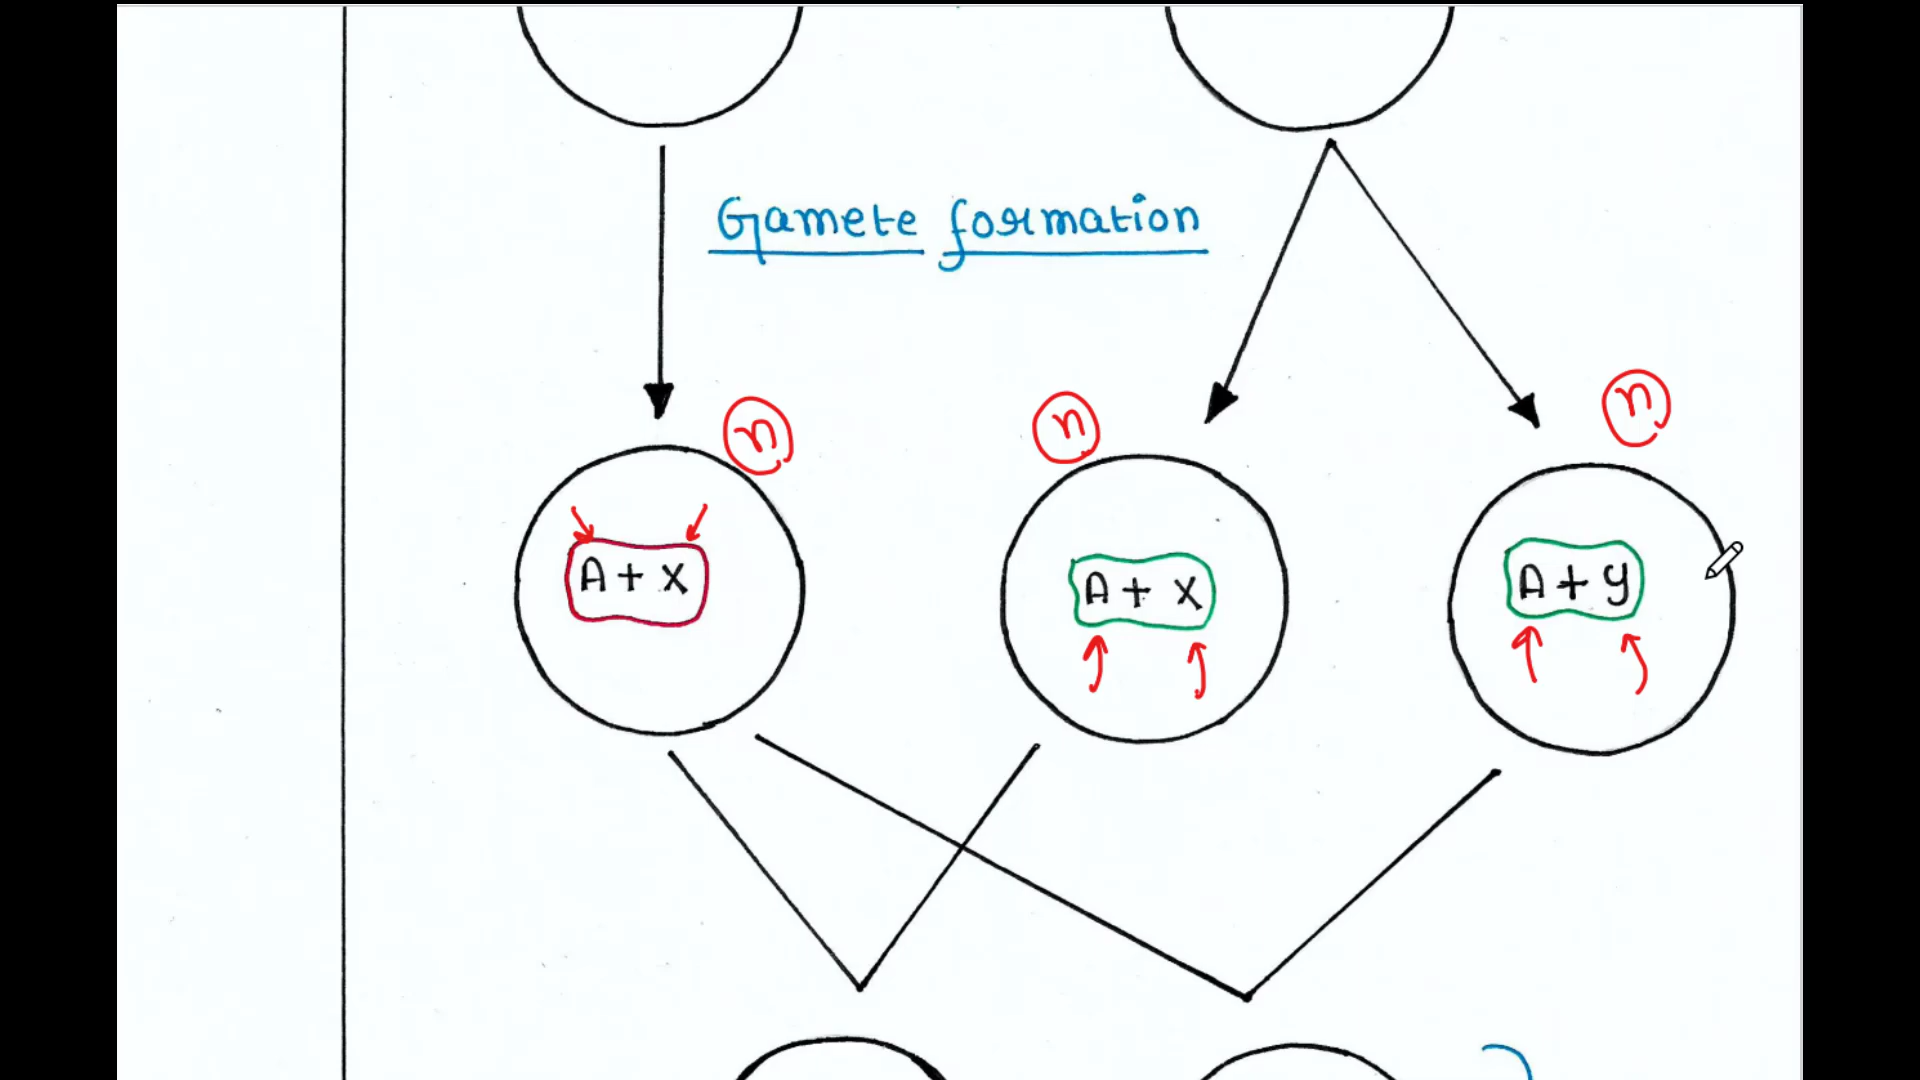 Gamete formation
n
n
n
A + X
A + X
A + y